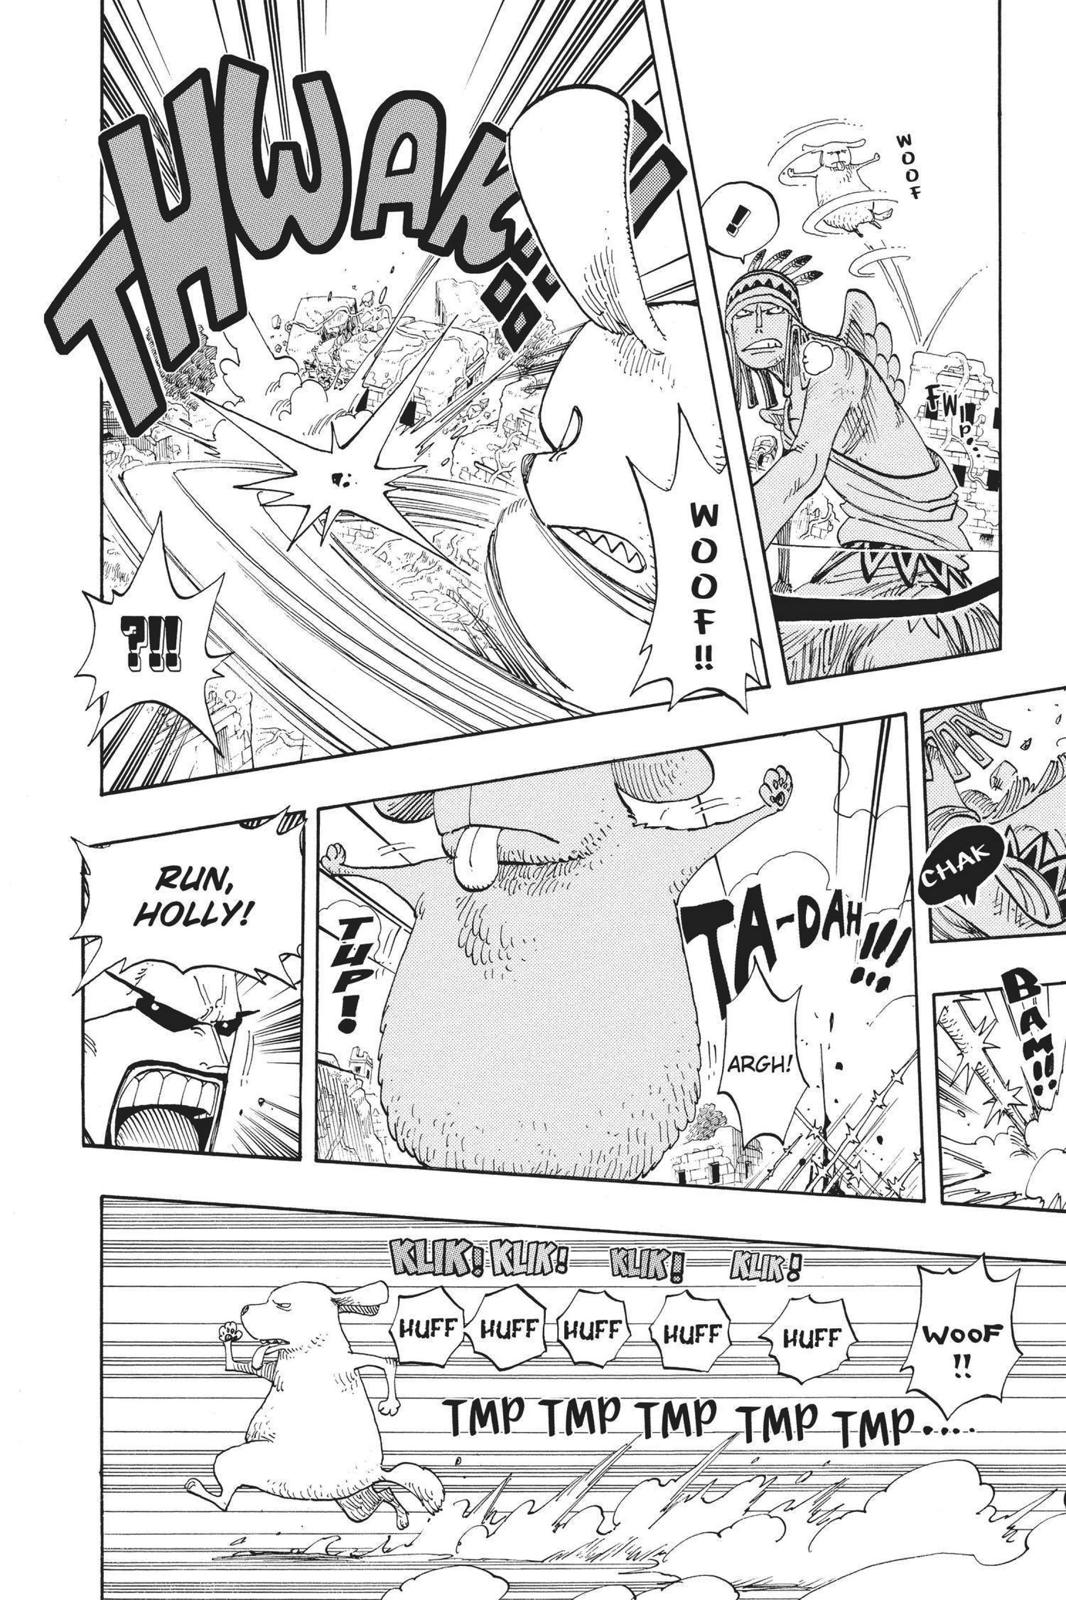 WOOF
!
FWIP..
THWAK!!
WOOF!!
?!!
CHAK
BAM!!
TA-DAH!!!
TUP!
ARGH!
RUN,
HOLLY!
WOOF
!!
KLIK! KLIK! KLIK! KLIK!
HUFF HUFF HUFF HUFF HUFF
TMP TMP TMP TMP TMP.....